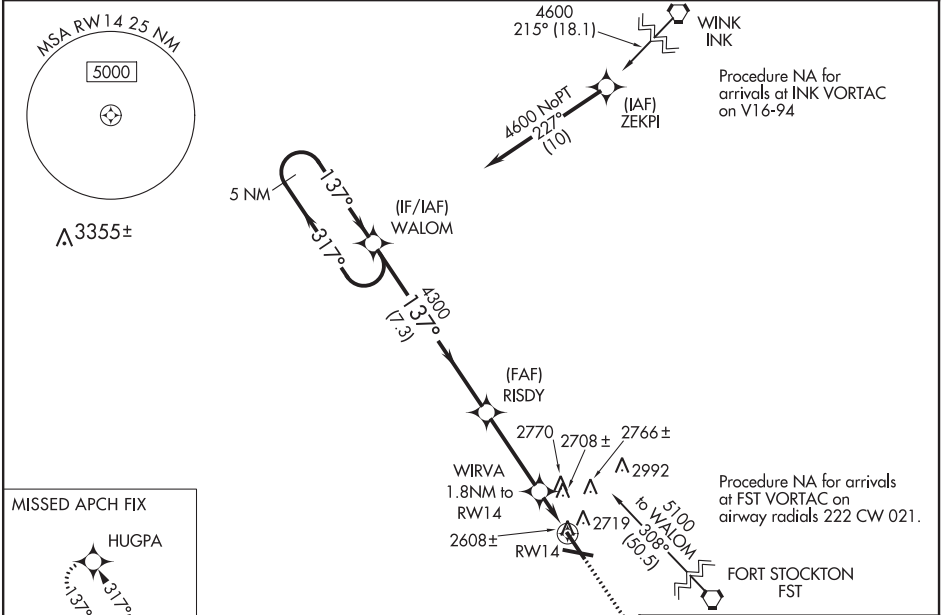 MSA RW14 25 NM
5000
3355±
4600
215° (18.1)
WINK
INK
Procedure NA for
arrivals at INK VORTAC
on V16-94
(IAF)
ZEKPI
4600 NoPT
227°
(10)
5 NM
137°
317°
(IF/IAF)
WALOM
4300
137°
(7.3)
(FAF)
RISDY
2770
2708±
2766±
2992
WIRVA
1.8NM to
RW14
2719
2608±
RW14
5100
to WALOM
308°
(50.5)
Procedure NA for arrivals
at FST VORTAC on
airway radials 222 CW 021.
FORT STOCKTON
FST
MISSED APCH FIX
HUGPA
137°
317°